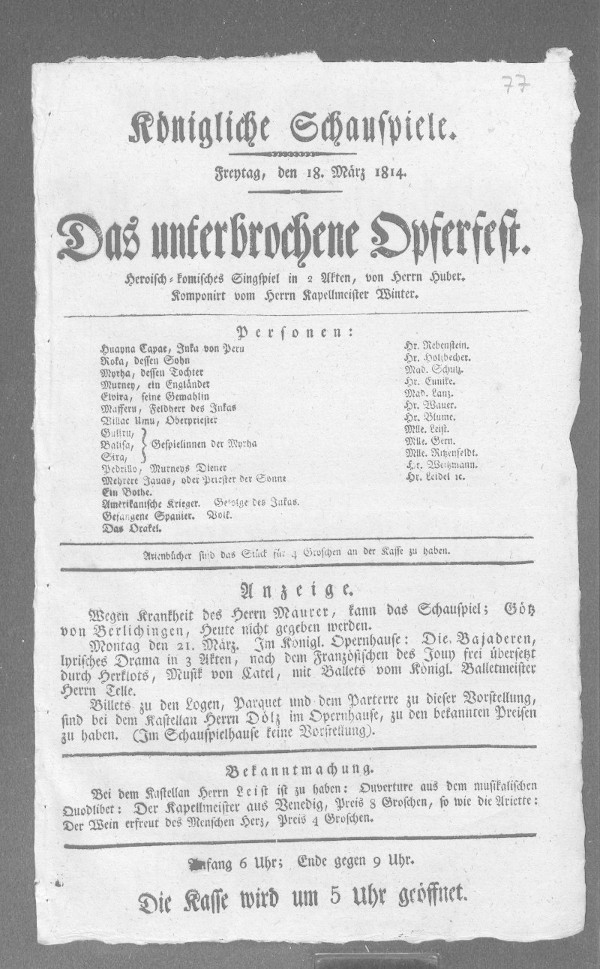 77
Königliche Schauspiele.
Freytag, den 18. März 1814.
Das unterbrochene Opferfest.
Heroisch-komisches Singspiel in 2 Akten, von Herrn Huber.
Komponirt vom Herrn Kapellmeister Winter.
Personen:
Huayna Capac, Inka von Peru Hr. Rebenstein.
Roka, dessen Sohn Hr. Holzbecher.
Myrha, dessen Tochter Mad. Schulz.
Murney, ein Engländer Hr. Eunike.
Elvira, seine Gemahlin Mad. Lanz.
Mafferu, Feldherr des Inkas Hr. Wauer.
Villac Umu, Oberpriester Hr. Blume.
Guliru, Mlle. Leist.
Balisa, Gespielinnen der Myrha Mlle. Gern.
Sira, Mlle. Ritzenfeldt.
Pedrillo, Murneys Diener Hr. Weitzmann.
Mehrere Jauas, oder Priester der Sonne Hr. Leidel ꝛc.
Ein Bothe.
Amerikanische Krieger. Gefolge des Inkas.
Gefangene Spanier. Volk.
Das Orakel.
Arienbücher sind das Stück für 4 Groschen an der Kasse zu haben.
Anzeige.
Wegen Krankheit des Herrn Maurer, kann das Schauspiel; Götz
von Berlichingen, Heute nicht gegeben werden.
Montag den 21. März. Im Königl. Opernhause: Die Bajaderen,
lyrisches Drama in 3 Akten, nach dem Französischen des Jouy frei übersetzt
durch Herklots, Musik von Catel, mit Ballets vom Königl. Balletmeister
Herrn Telle.
Billets zu den Logen, Parquet und dem Parterre zu dieser Vorstellung,
sind bei dem Kastellan Herrn Dölz im Opernhause, zu den bekannten Preisen
zu haben. (Im Schauspielhause keine Vorstellung).
Bekanntmachung.
Bei dem Kastellan Herrn Leist ist zu haben: Ouverture aus dem musikalischen
Quodlibet: Der Kapellmeister aus Venedig, Preis 8 Groschen, so wie die Ariette:
Der Wein erfreut des Menschen Herz, Preis 4 Groschen.
Anfang 6 Uhr; Ende gegen 9 Uhr.
Die Kasse wird um 5 Uhr geöffnet.